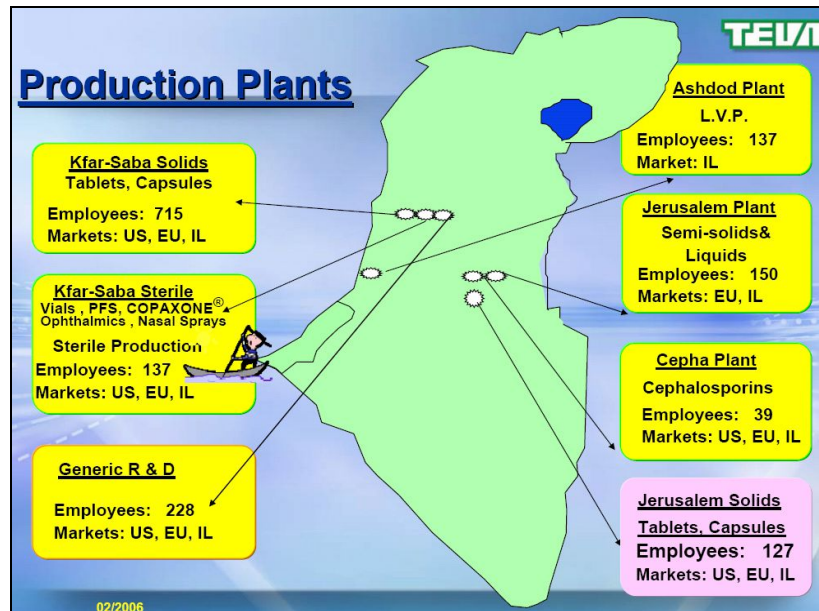 TEVA
Production Plants
Kfar-Saba Solids
Tablets, Capsules
Employees: 715
Markets: US, EU, IL
Kfar-Saba Sterile
Vials , PFS, COPAXONE®
Ophthalmics , Nasal Sprays
Sterile Production
Employees: 137
Markets: US, EU, IL
Generic R & D
Employees: 228
Markets: US, EU, IL
Ashdod Plant
L.V.P.
Employees: 137
Market: IL
Jerusalem Plant
Semi-solids&
Liquids
Employees: 150
Markets: EU, IL
Cepha Plant
Cephalosporins
Employees: 39
Markets: US, EU, IL
Jerusalem Solids
Tablets, Capsules
Employees: 127
Markets: US, EU, IL
02/2006